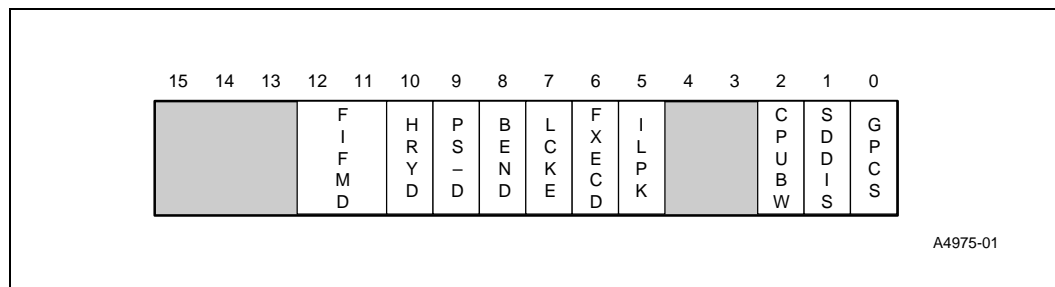 15 14 13 12 11 10 9 8 7 6 5 4 3 2 1 0
FIFMD HRYD PS–D BEND LCKE FXECD ILPK CPUBW SDDIS GPCS
A4975-01